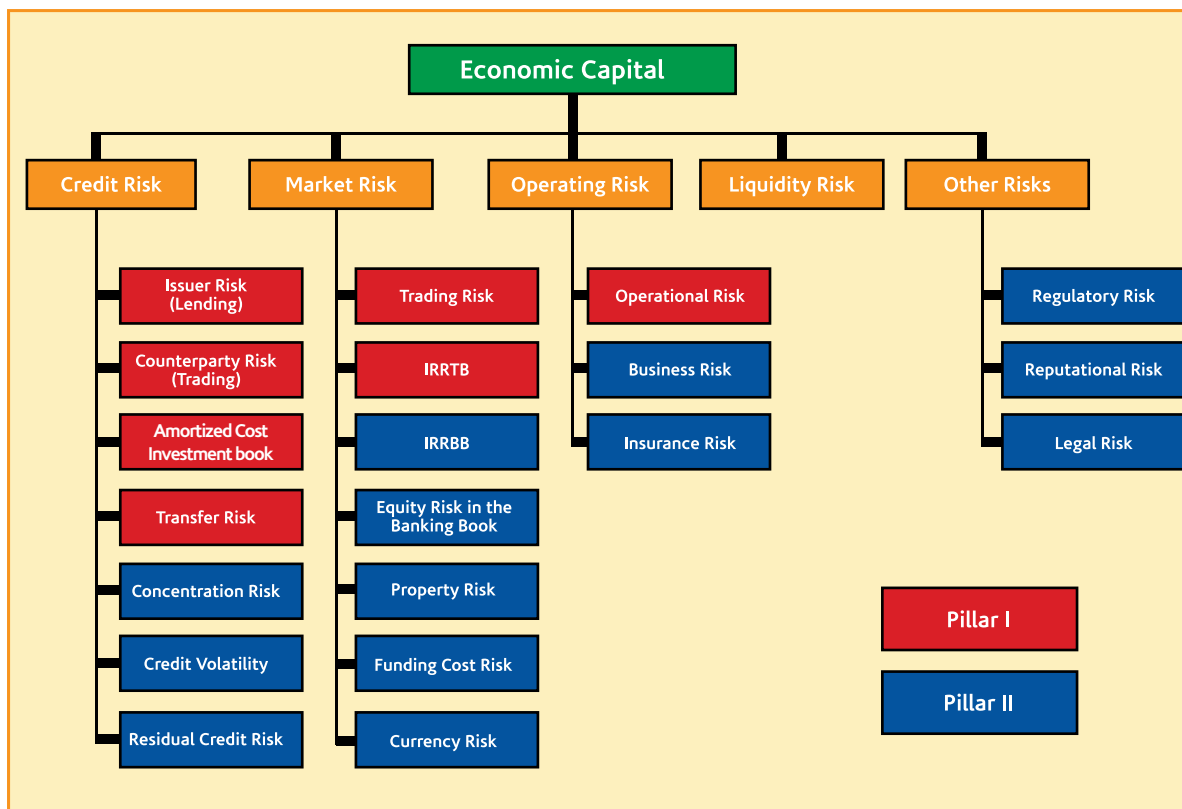 Economic Capital
Credit Risk
Market Risk
Operating Risk
Liquidity Risk
Other Risks
Issuer Risk
(Lending)
Counterparty Risk
(Trading)
Amortized Cost
Investment book
Transfer Risk
Concentration Risk
Credit Volatility
Residual Credit Risk
Trading Risk
IRRTB
IRRBB
Equity Risk in the
Banking Book
Property Risk
Funding Cost Risk
Currency Risk
Operational Risk
Business Risk
Insurance Risk
Regulatory Risk
Reputational Risk
Legal Risk
Pillar I
Pillar II